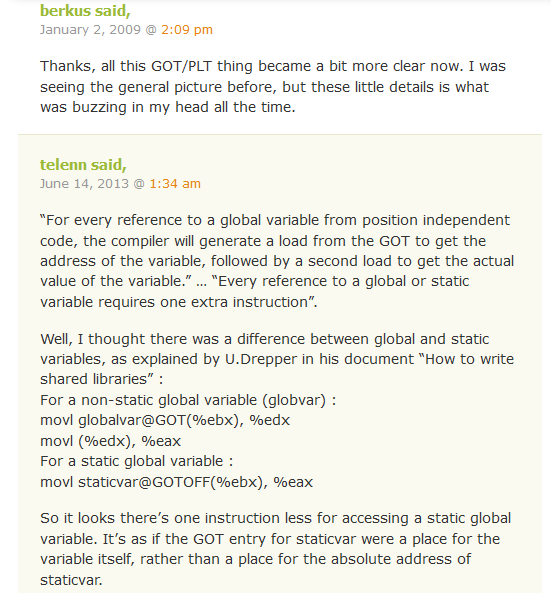 berkus said,
January 2, 2009 @ 2:09 pm
Thanks, all this GOT/PLT thing became a bit more clear now. I was
seeing the general picture before, but these little details is what
was buzzing in my head all the time.
telenn said,
June 14, 2013 @ 1:34 am
“For every reference to a global variable from position independent
code, the compiler will generate a load from the GOT to get the
address of the variable, followed by a second load to get the actual
value of the variable.” … “Every reference to a global or static
variable requires one extra instruction”.
Well, I thought there was a difference between global and static
variables, as explained by U.Drepper in his document “How to write
shared libraries” :
For a non-static global variable (globvar) :
movl globalvar@GOT(%ebx), %edx
movl (%edx), %eax
For a static global variable :
movl staticvar@GOTOFF(%ebx), %eax
So it looks there’s one instruction less for accessing a static global
variable. It’s as if the GOT entry for staticvar were a place for the
variable itself, rather than a place for the absolute address of
staticvar.